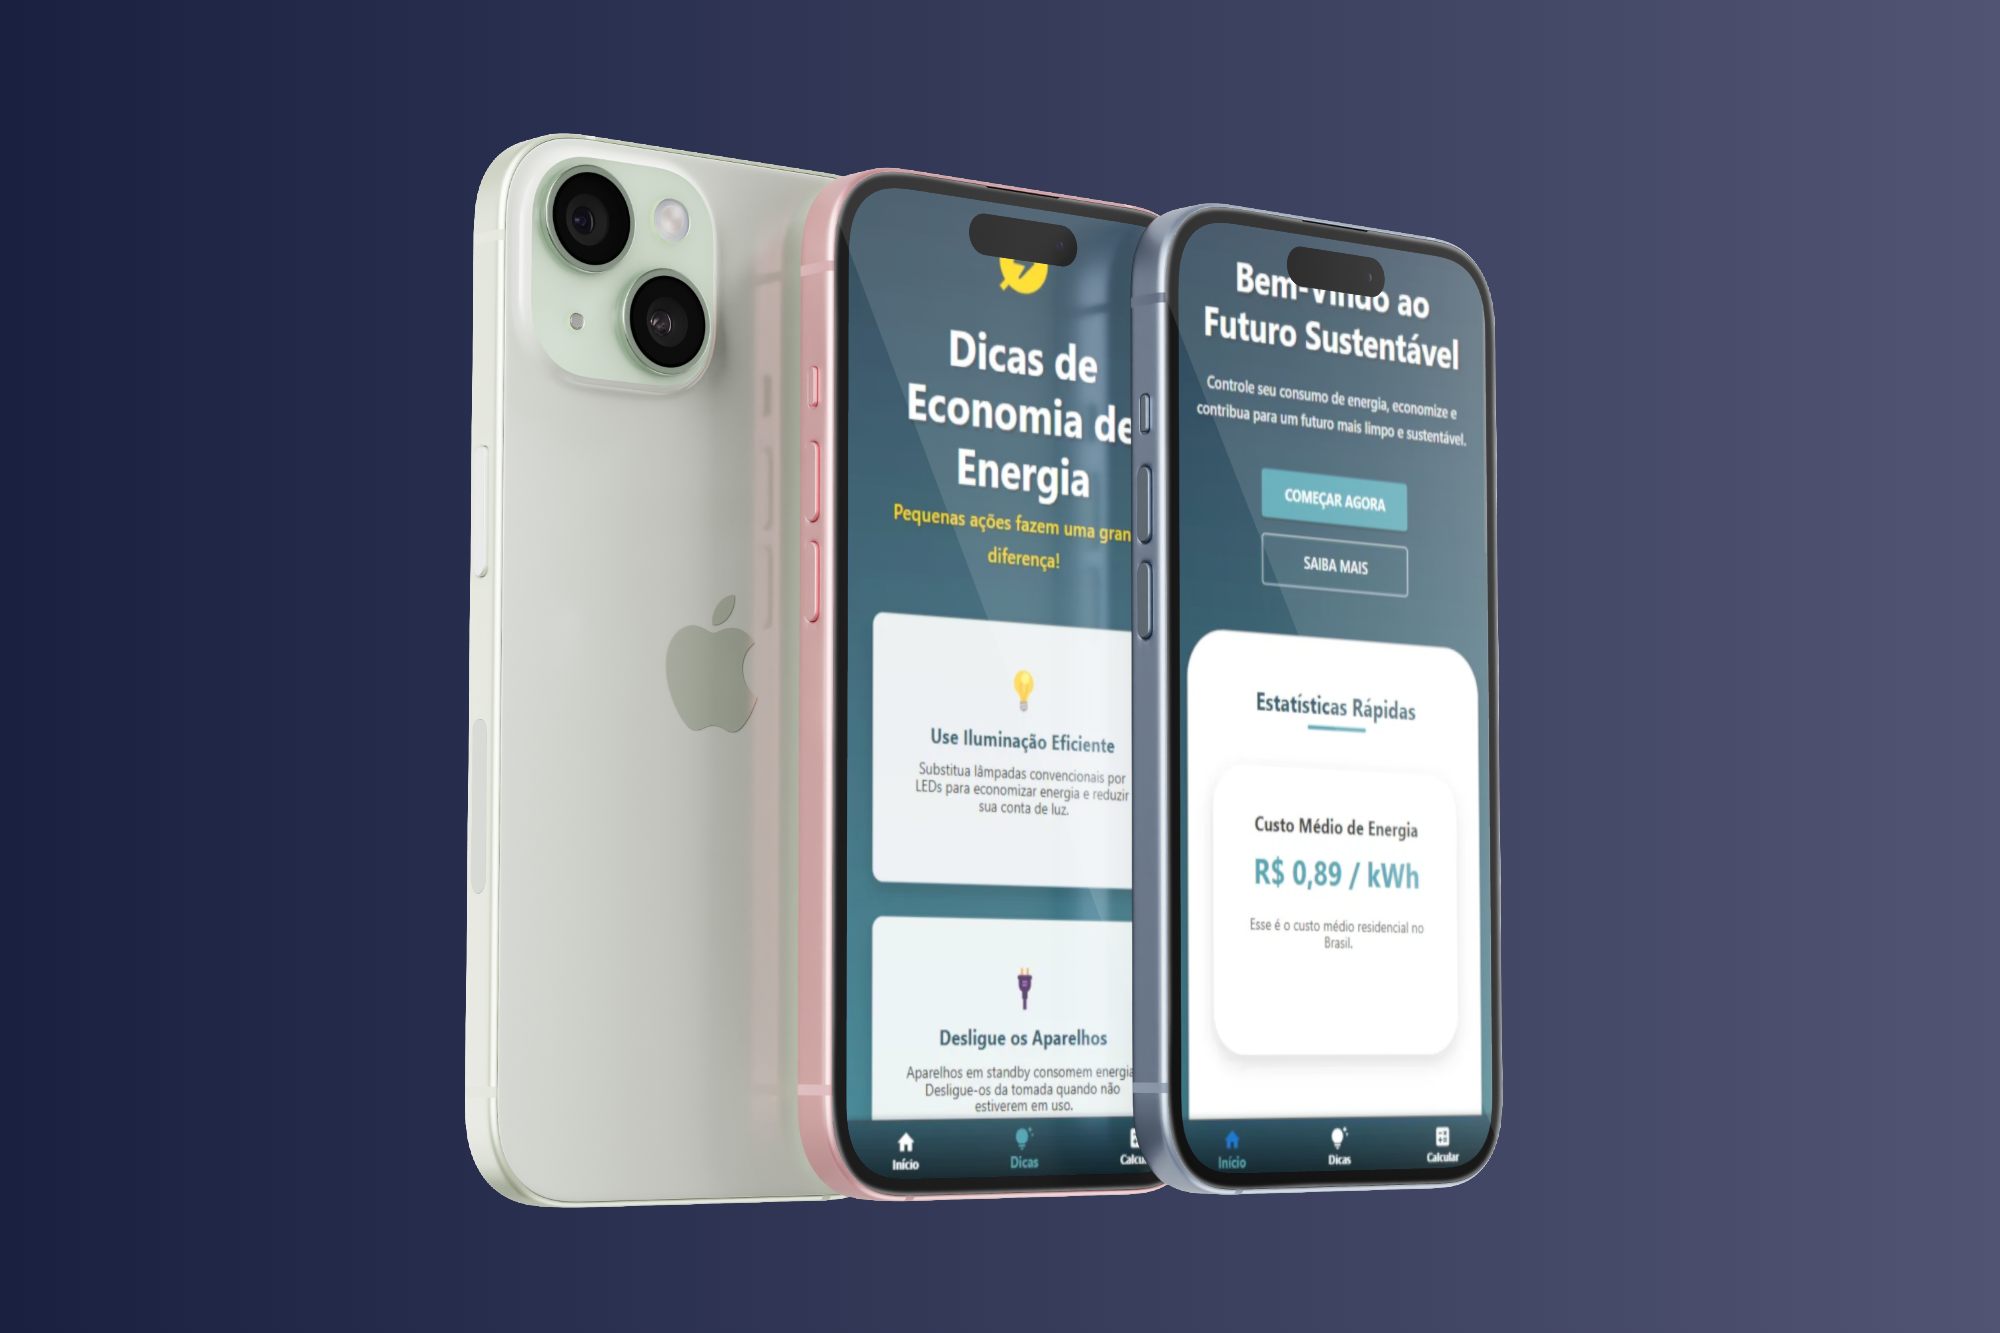 Dicas de
Economia de
Energia
Pequenas ações fazem uma gran
diferença!
Use Iluminação Eficiente
Substitua lâmpadas convencionais por
LEDs para economizar energia e reduzir
sua conta de luz.
Desligue os Aparelhos
Aparelhos em standby consomem energia
Desligue-os da tomada quando não
estiverem em uso.
Início
Dicas
Calcu
Bem-Vindo ao
Futuro Sustentável
Controle seu consumo de energia, economize e
contribua para um futuro mais limpo e sustentável.
COMEÇAR AGORA
SAIBA MAIS
Estatísticas Rápidas
Custo Médio de Energia
R$ 0,89 / kWh
Esse é o custo médio residencial no
Brasil.
Início
Dicas
Calcular